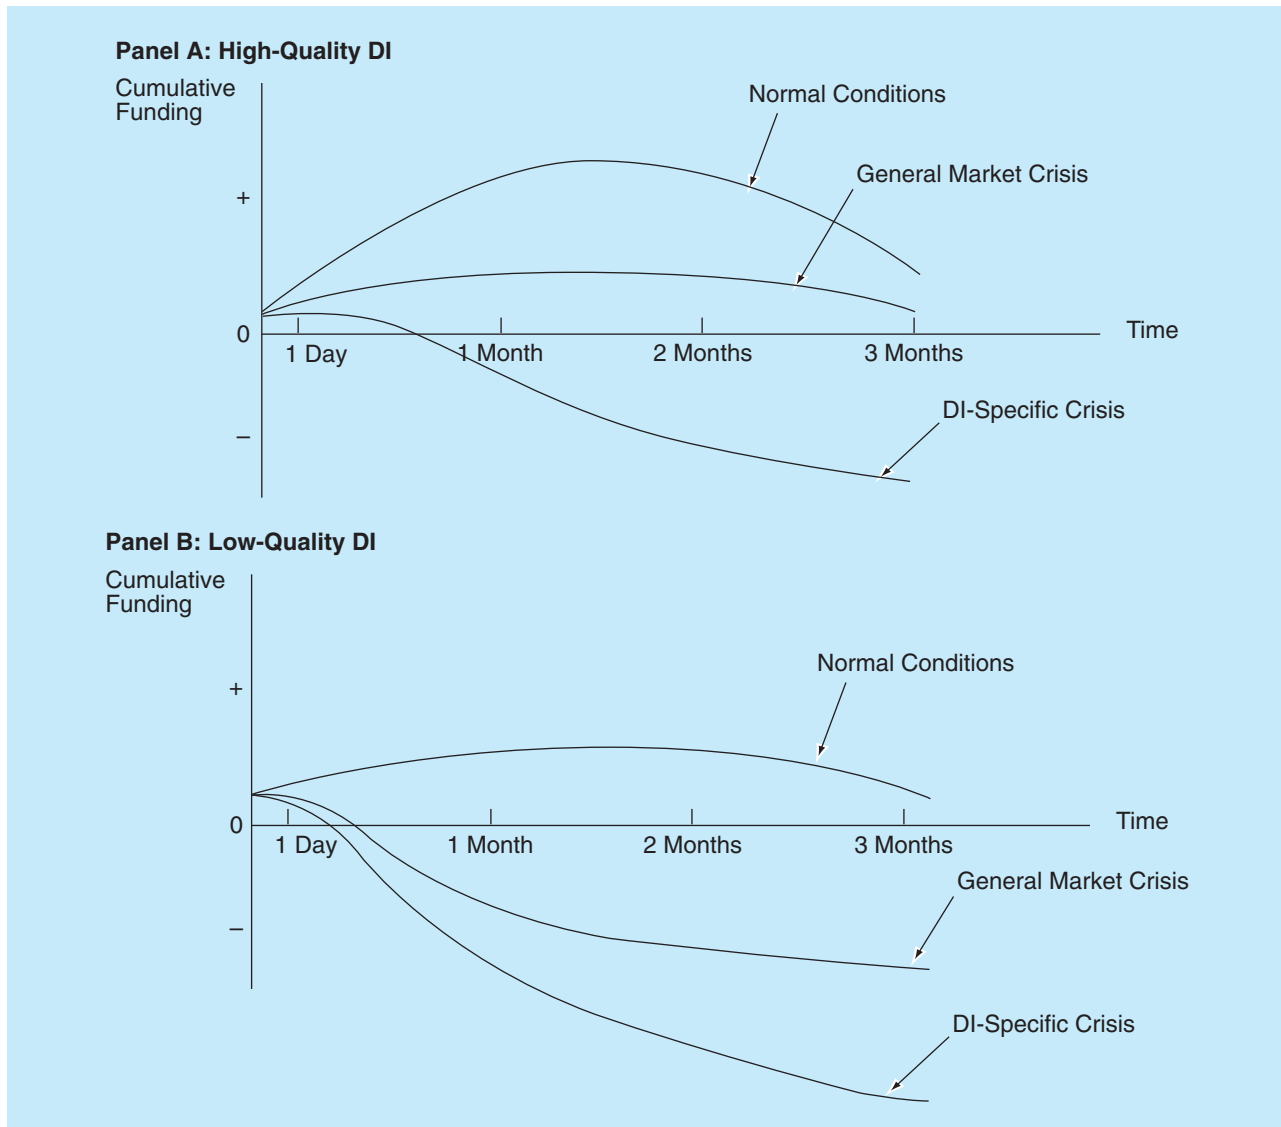 Panel A: High-Quality DI
Cumulative
Funding
Normal Conditions
General Market Crisis
+
0
Time
1 Day
1 Month
2 Months
3 Months
DI-Specific Crisis
–
Panel B: Low-Quality DI
Cumulative
Funding
Normal Conditions
+
0
Time
1 Day
1 Month
2 Months
3 Months
General Market Crisis
–
DI-Specific Crisis